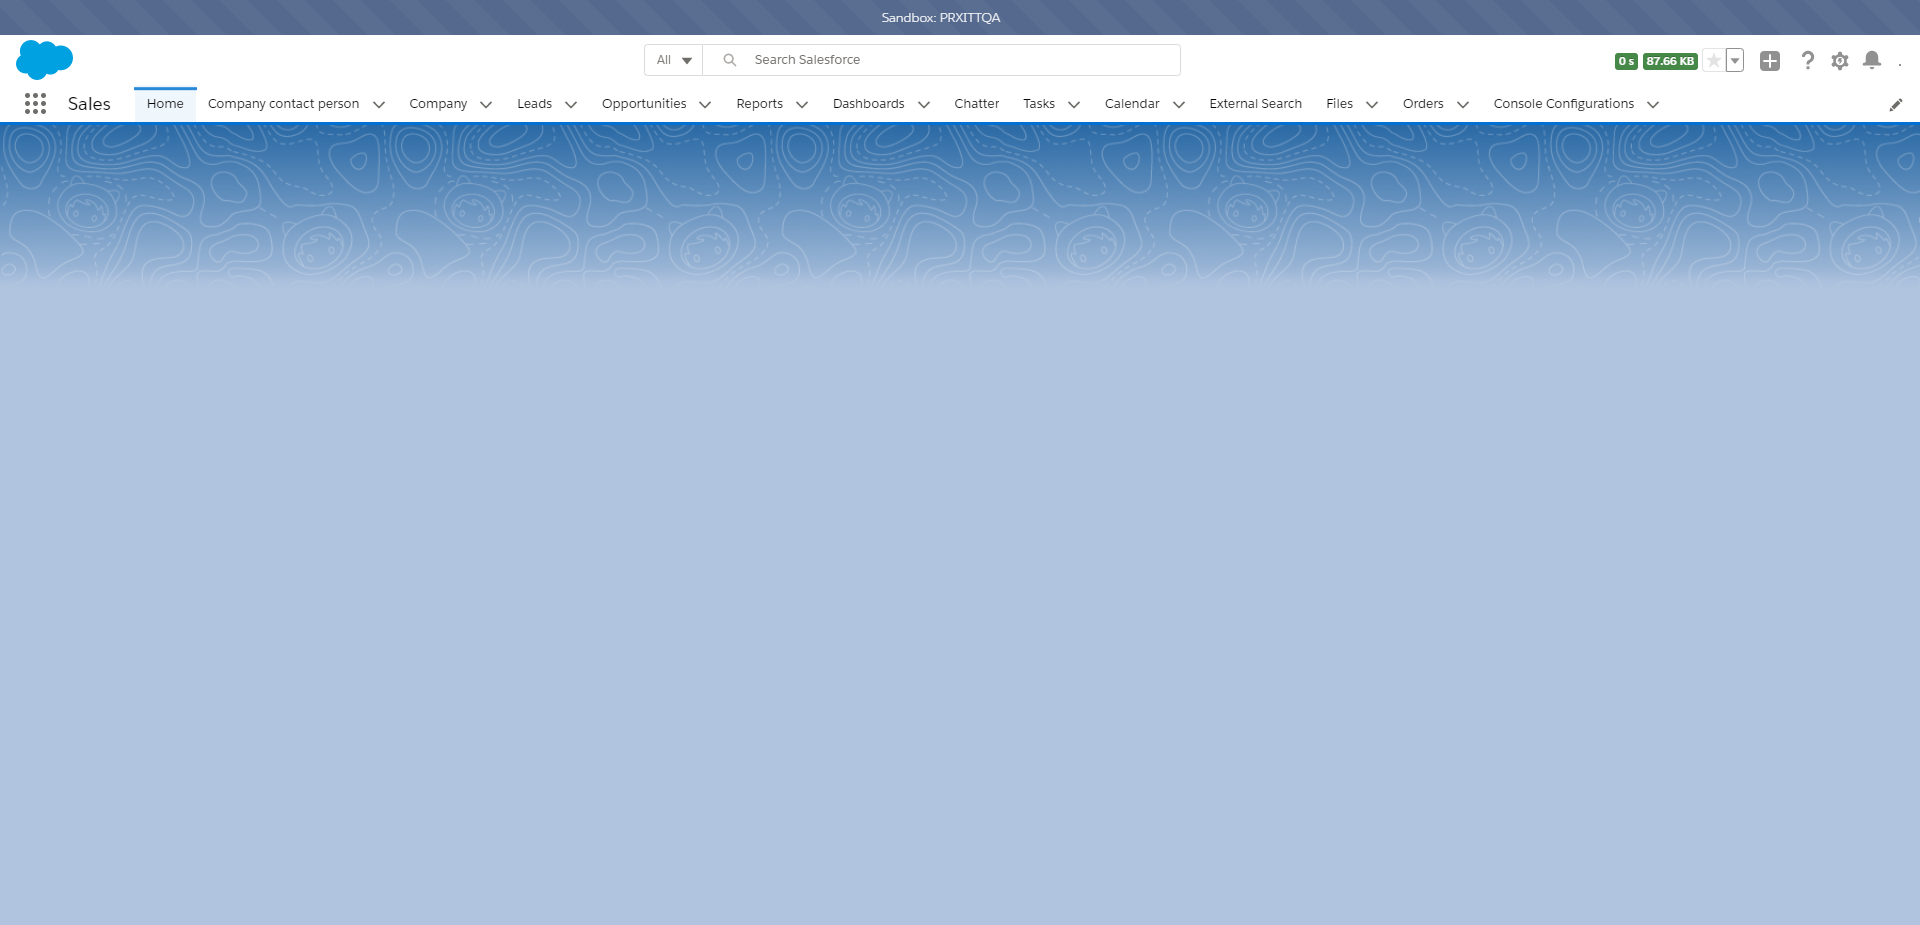 Sandbox: PRXITTQA
All Search Salesforce 0 s 87.66 KB
Sales Home Company contact person Company Leads Opportunities Reports Dashboards Chatter Tasks Calendar External Search Files Orders Console Configurations